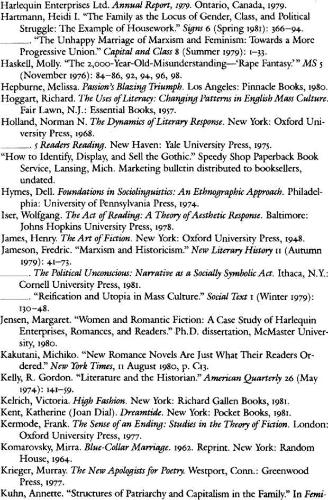 Harlequin Enterprises Ltd. Annual Report, 1979. Ontario, Canada, 1979.
Hartmann, Heidi I. "The Family as the Locus of Gender, Class, and Political
Struggle: The Example of Housework." Signs 6 (Spring 1981): 366–94.
——. "The Unhappy Marriage of Marxism and Feminism: Towards a More
Progressive Union." Capital and Class 8 (Summer 1979): 1–33.
Haskell, Molly. "The 2,000-Year-Old-Misunderstanding—'Rape Fantasy.'" MS 5
(November 1976): 84–86, 92, 94, 96, 98.
Hepburne, Melissa. Passion's Blazing Triumph. Los Angeles: Pinnacle Books, 1980.
Hoggart, Richard. The Uses of Literacy: Changing Patterns in English Mass Culture.
Fair Lawn, N.J.: Essential Books, 1957.
Holland, Norman N. The Dynamics of Literary Response. New York: Oxford Uni-
versity Press, 1968.
——. 5 Readers Reading. New Haven: Yale University Press, 1975.
"How to Identify, Display, and Sell the Gothic." Speedy Shop Paperback Book
Service, Lansing, Mich. Marketing bulletin distributed to booksellers,
undated.
Hymes, Dell. Foundations in Sociolinguistics: An Ethnographic Approach. Philadel-
phia: University of Pennsylvania Press, 1974.
Iser, Wolfgang. The Act of Reading: A Theory of Aesthetic Response. Baltimore:
Johns Hopkins University Press, 1978.
James, Henry. The Art of Fiction. New York: Oxford University Press, 1948.
Jameson, Fredric. "Marxism and Historicism." New Literary History 11 (Autumn
1979): 41–73.
——. The Political Unconscious: Narrative as a Socially Symbolic Act. Ithaca, N.Y.:
Cornell University Press, 1981.
——. "Reification and Utopia in Mass Culture." Social Text 1 (Winter 1979):
130–48.
Jensen, Margaret. "Women and Romantic Fiction: A Case Study of Harlequin
Enterprises, Romances, and Readers." Ph.D. dissertation, McMaster Univer-
sity, 1980.
Kakutani, Michiko. "New Romance Novels Are Just What Their Readers Or-
dered." New York Times, 11 August 1980, p. C13.
Kelly, R. Gordon. "Literature and the Historian." American Quarterly 26 (May
1974): 141–59.
Kelrich, Victoria. High Fashion. New York: Richard Gallen Books, 1981.
Kent, Katherine (Joan Dial). Dreamtide. New York: Pocket Books, 1981.
Kermode, Frank. The Sense of an Ending: Studies in the Theory of Fiction. London:
Oxford University Press, 1977.
Komarovsky, Mirra. Blue-Collar Marriage. 1962. Reprint. New York: Random
House, 1964.
Krieger, Murray. The New Apologists for Poetry. Westport, Conn.: Greenwood
Press, 1977.
Kuhn, Annette. "Structures of Patriarchy and Capitalism in the Family." In Femi-